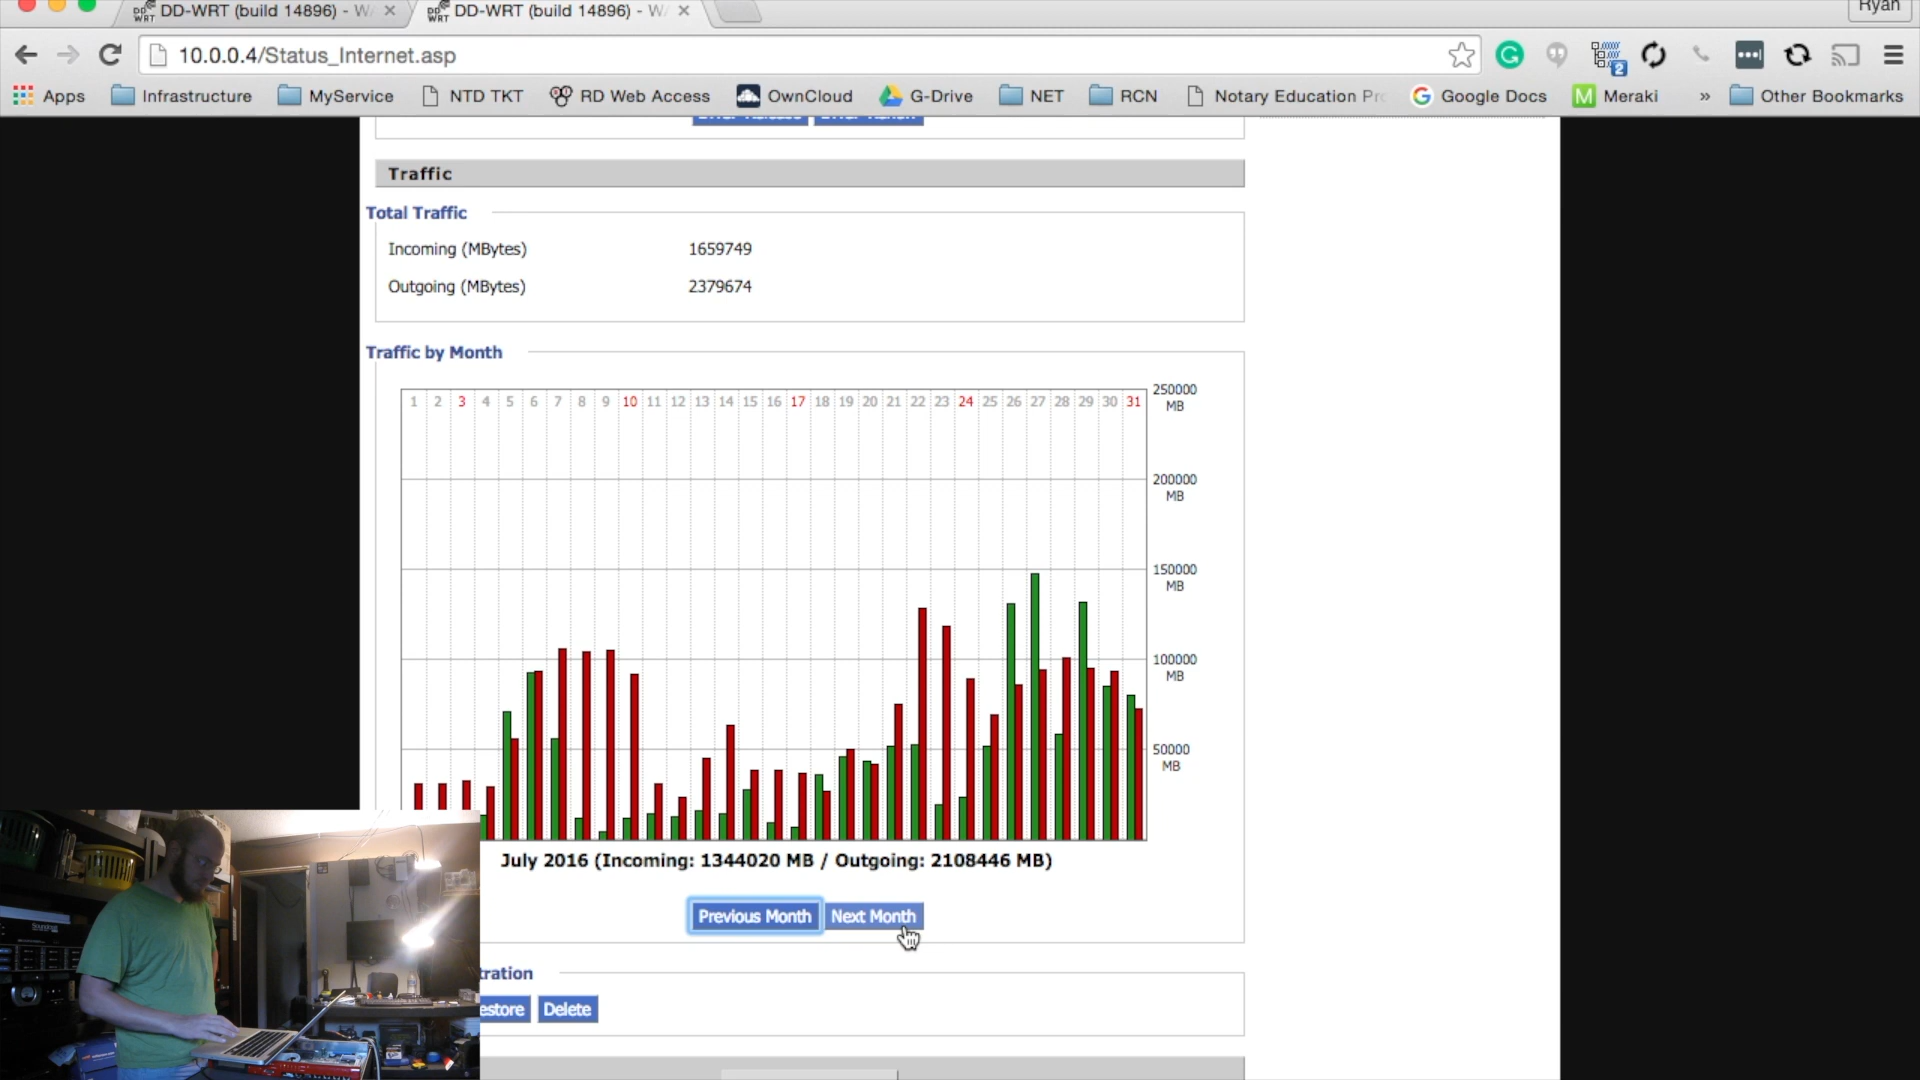 DD-WRT (build 14896) - W
DD-WRT (build 14896) - W
Ryan
10.0.0.4/Status_Internet.asp
2
Apps Infrastructure MyService NTD TKT RD Web Access OwnCloud G-Drive NET RCN Notary Education Pr Google Docs Meraki » Other Bookmarks
Traffic
Total Traffic
Incoming (MBytes) 1659749
Outgoing (MBytes) 2379674
Traffic by Month
1 2 3 4 5 6 7 8 9 10 11 12 13 14 15 16 17 18 19 20 21 22 23 24 25 26 27 28 29 30 31
250000
MB
200000
MB
150000
MB
100000
MB
50000
MB
July 2016 (Incoming: 1344020 MB / Outgoing: 2108446 MB)
Previous Month Next Month
tration
estore Delete